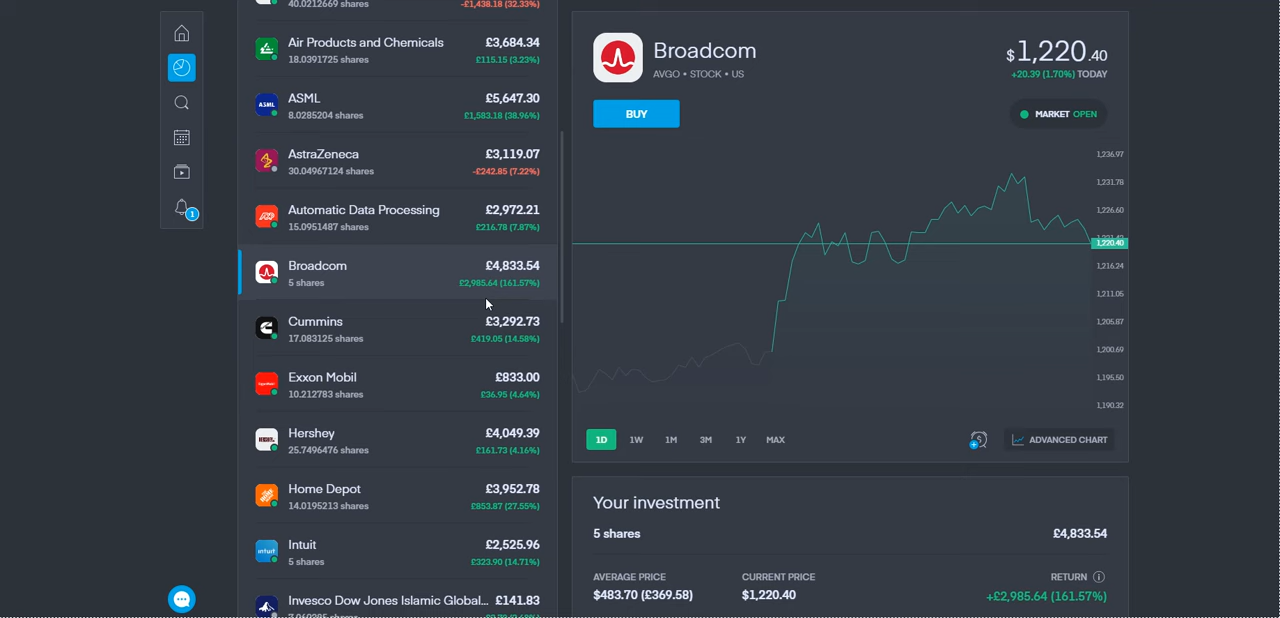 40.0212669 shares
-£1,438.18 (32.33%)
Air Products and Chemicals
£3,684.34
18.0391725 shares
£115.15 (3.23%)
ASML
ASML
£5,647.30
8.0285204 shares
£1,583.18 (38.96%)
AstraZeneca
£3,119.07
30.04967124 shares
-£242.85 (7.22%)
Automatic Data Processing
£2,972.21
15.0951487 shares
£216.78 (7.87%)
Broadcom
£4,833.54
5 shares
£2,985.64 (161.57%)
Cummins
£3,292.73
17.083125 shares
£419.05 (14.58%)
Exxon Mobil
£833.00
10.212783 shares
£36.95 (4.64%)
HERSHEY
Hershey
£4,049.39
25.7496476 shares
£161.73 (4.16%)
Home Depot
£3,952.78
14.0195213 shares
£853.87 (27.55%)
intuit
Intuit
£2,525.96
5 shares
£323.90 (14.71%)
Invesco Dow Jones Islamic Global...
£141.83
1
Broadcom
AVGO • STOCK • US
$1,220.40
+20.39 (1.70%) TODAY
BUY
MARKET OPEN
1,236.97
1,231.78
1,226.60
1,220.40
1,216.24
1,211.05
1,205.87
1,200.69
1,195.50
1,190.32
1D 1W 1M 3M 1Y MAX
ADVANCED CHART
Your investment
5 shares
£4,833.54
AVERAGE PRICE
CURRENT PRICE
RETURN
$483.70 (£369.58)
$1,220.40
+£2,985.64 (161.57%)